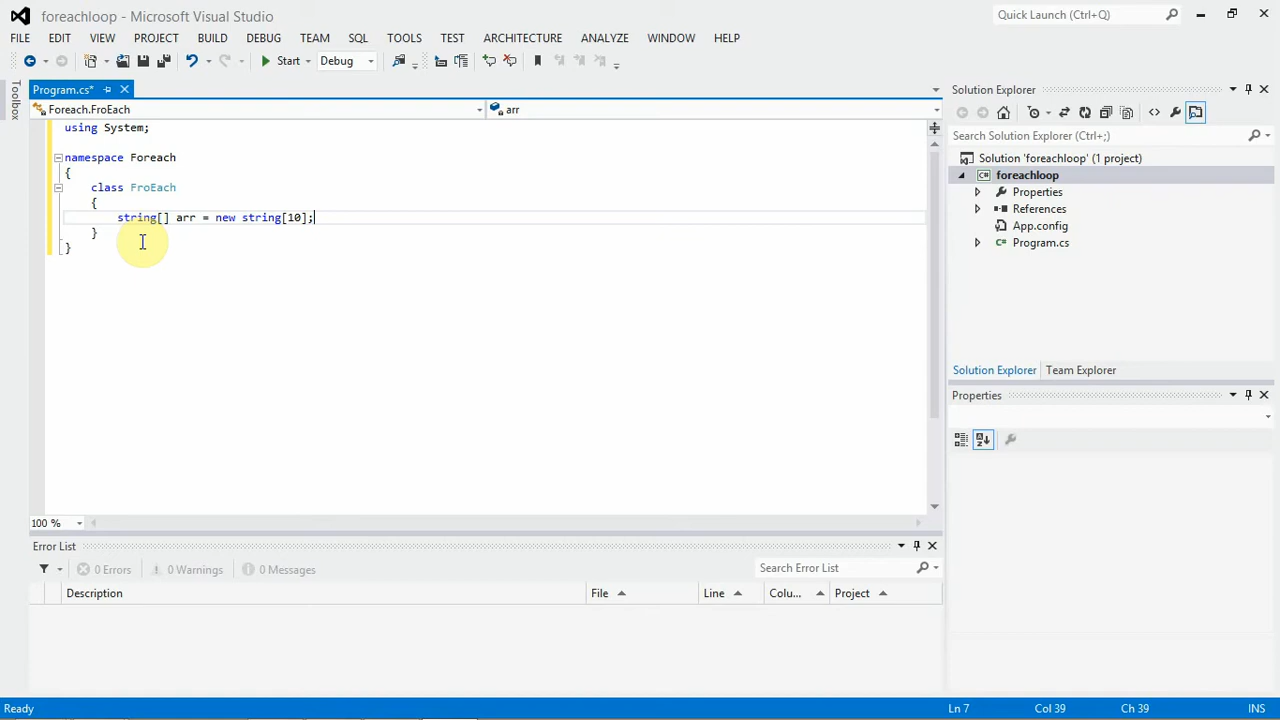 foreachloop - Microsoft Visual Studio
Quick Launch (Ctrl+Q)
FILE EDIT VIEW PROJECT BUILD DEBUG TEAM SQL TOOLS TEST ARCHITECTURE ANALYZE WINDOW HELP
Start Debug
Toolbox
Program.cs*
Foreach.FroEach
arr
using System;
namespace Foreach
{
class FroEach
{
string[] arr = new string[10];
}
}
100 %
Solution Explorer
Search Solution Explorer (Ctrl+;)
Solution 'foreachloop' (1 project)
C# foreachloop
Properties
References
App.config
C# Program.cs
Solution Explorer Team Explorer
Properties
Error List
0 Errors 0 Warnings 0 Messages
Search Error List
Description File Line Colu... Project
Ready Ln 7 Col 39 Ch 39 INS